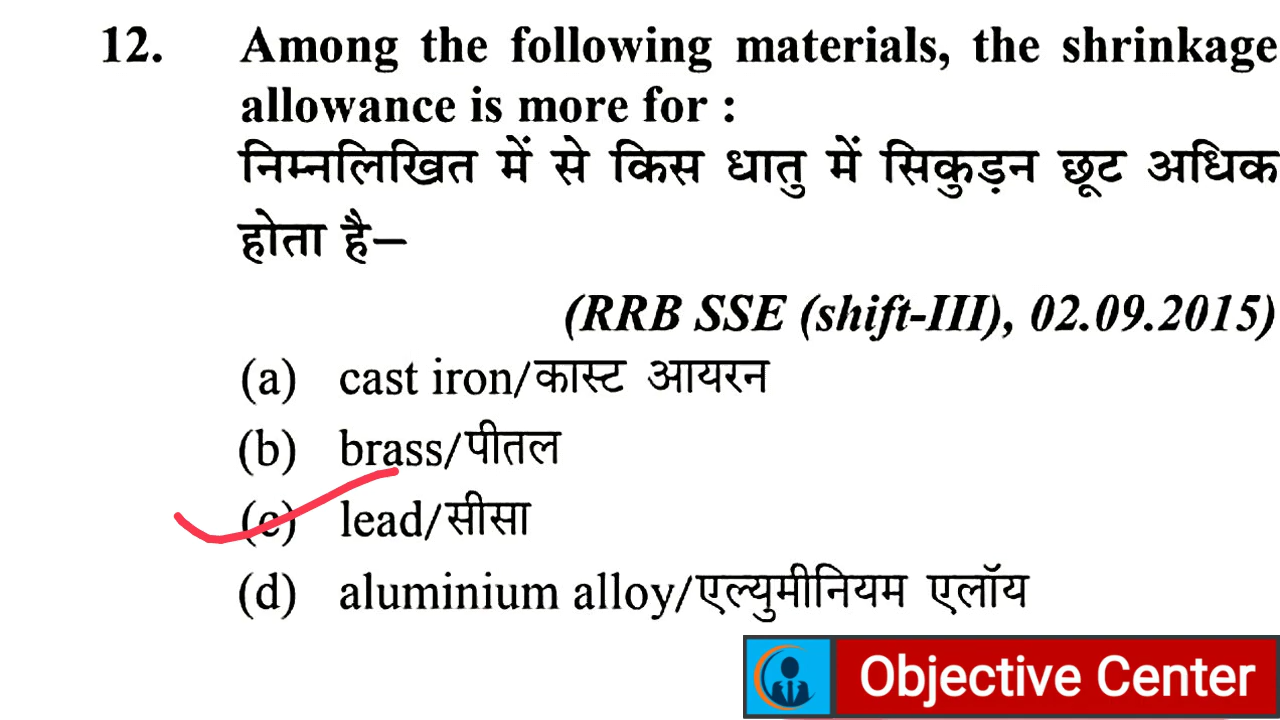 12. Among the following materials, the shrinkage
allowance is more for :
निम्नलिखित में से किस धातु में सिकुड़न छूट अधिक
होता है–
(RRB SSE (shift-III), 02.09.2015)
(a) cast iron/कास्ट आयरन
(b) brass/पीतल
(c) lead/सीसा
(d) aluminium alloy/एल्युमीनियम एलॉय
Objective Center